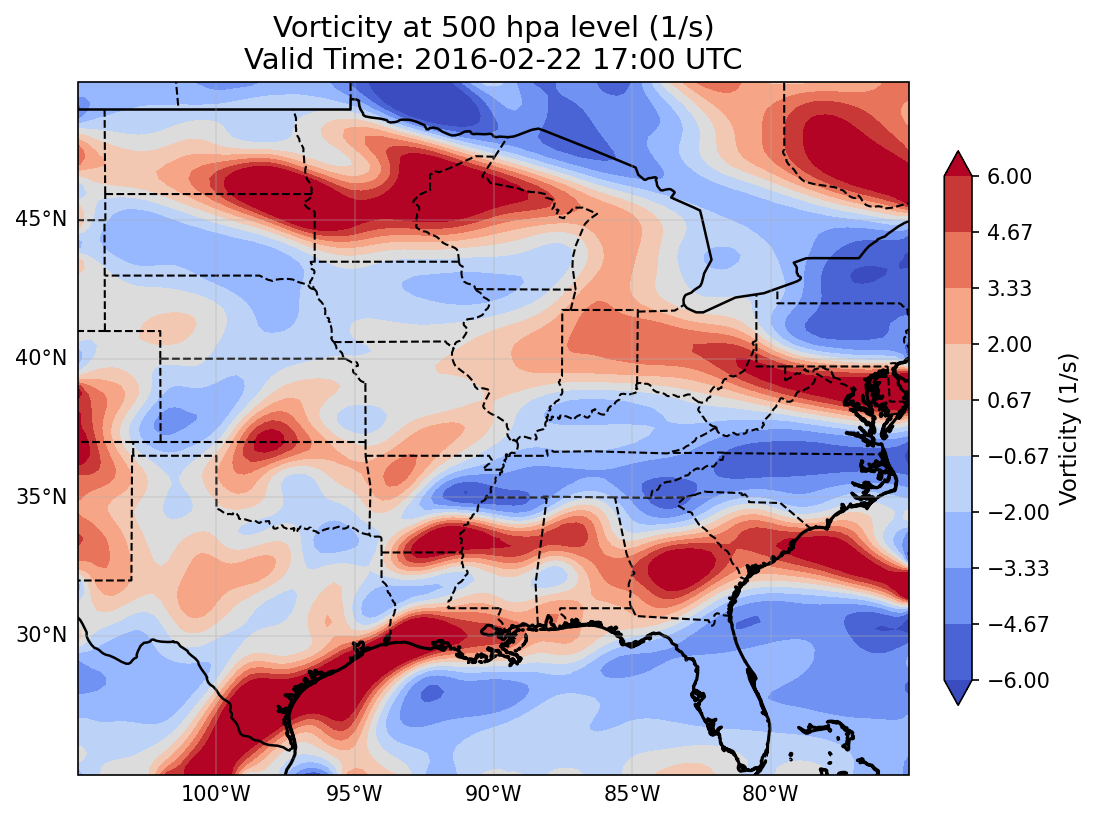 Vorticity at 500 hpa level (1/s)
Valid Time: 2016-02-22 17:00 UTC
45°N
40°N
35°N
30°N
100°W
95°W
90°W
85°W
80°W
6.00
4.67
3.33
2.00
0.67
−0.67
−2.00
−3.33
−4.67
−6.00
Vorticity (1/s)